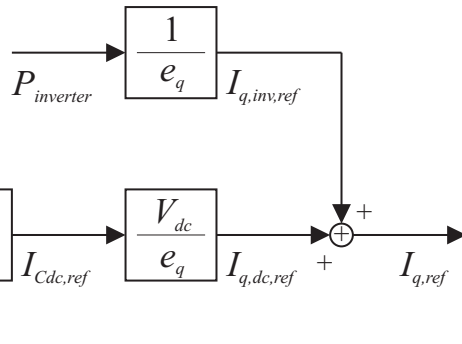 1
e_q
P_inverter
I_q,inv,ref
+
V_dc
e_q
+
I_Cdc,ref
I_q,dc,ref
+
I_q,ref